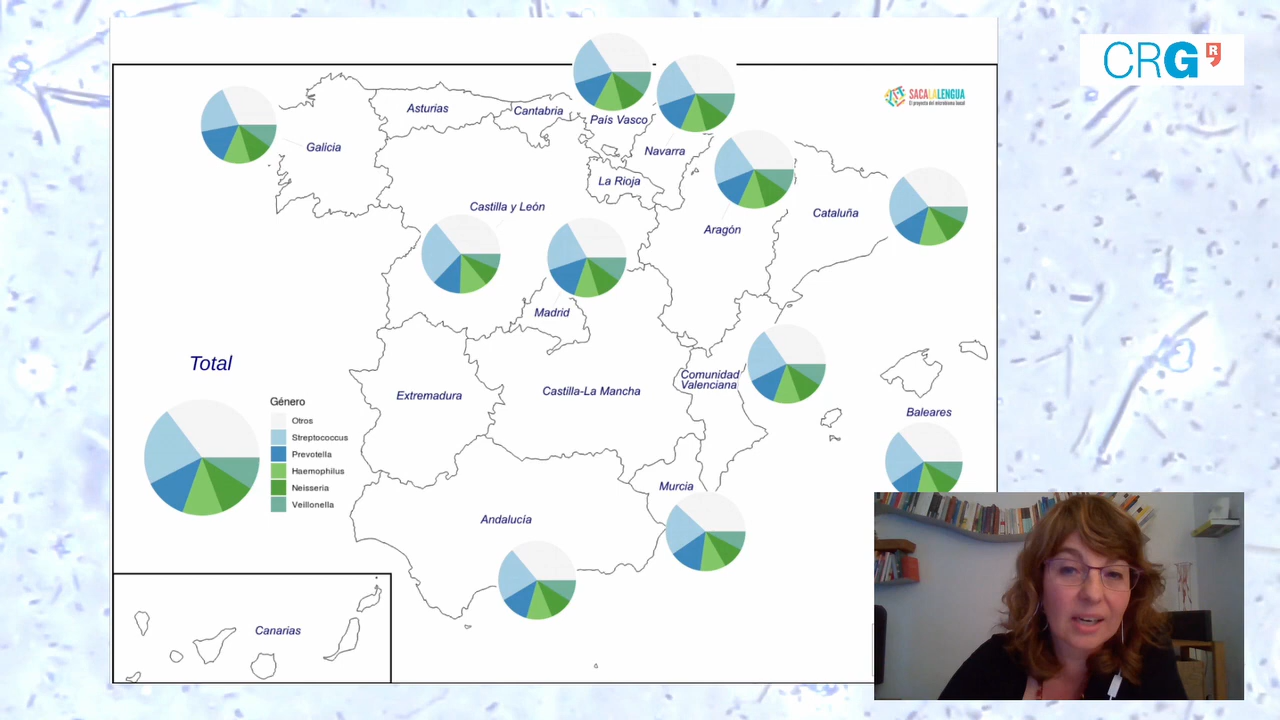 CRG
SACALALENGUA
El proyecto del microbioma bucal
Asturias
Cantabria
País Vasco
Galicia
Navarra
La Rioja
Castilla y León
Cataluña
Aragón
Madrid
Total
Comunidad
Valenciana
Extremadura
Castilla-La Mancha
Baleares
Género
Otros
Streptococcus
Prevotella
Haemophilus
Neisseria
Veillonella
Murcia
Andalucía
Canarias